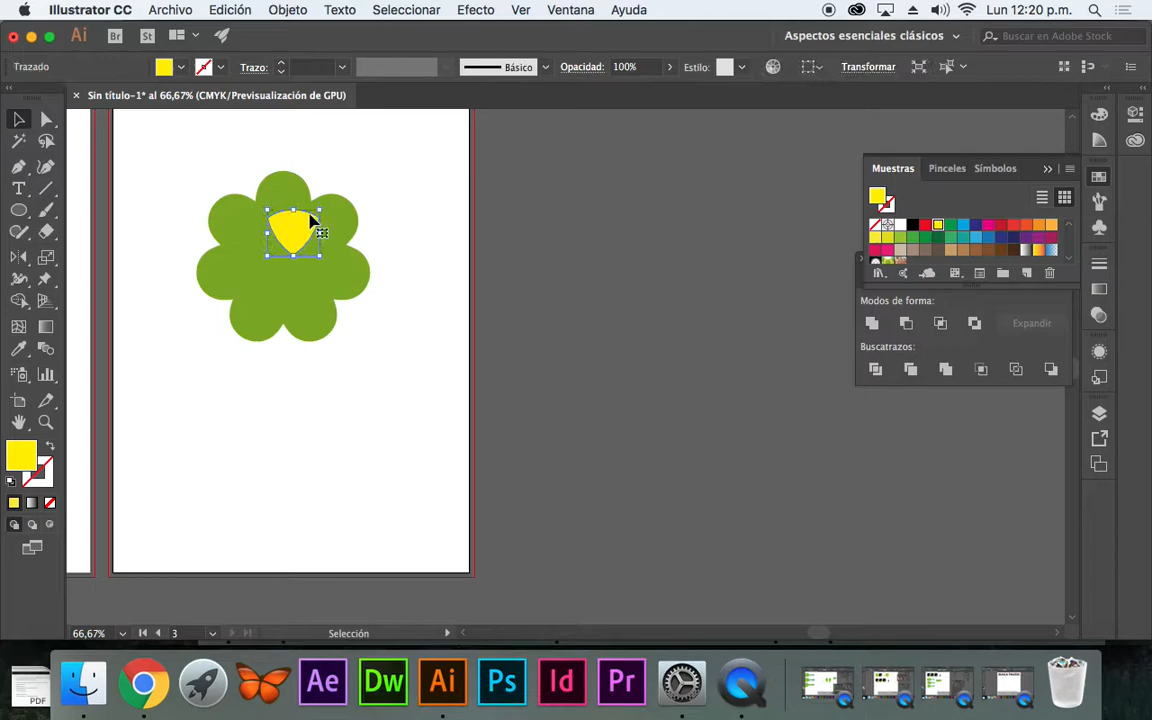 Illustrator CC Archivo Edición Objeto Texto Seleccionar Efecto Ver Ventana Ayuda Lun 12:20 p.m.
Ai Br St Aspectos esenciales clásicos Buscar en Adobe Stock
Trazado Trazo: Básico Opacidad: 100% Estilo: Transformar
× Sin título-1* al 66,67% (CMYK/Previsualización de GPU)
Muestras Pinceles Símbolos
Modos de forma:
Expandir
Buscatrazos:
66,67% 3 Selección
PDF Ae Dw Ai Ps Id Pr